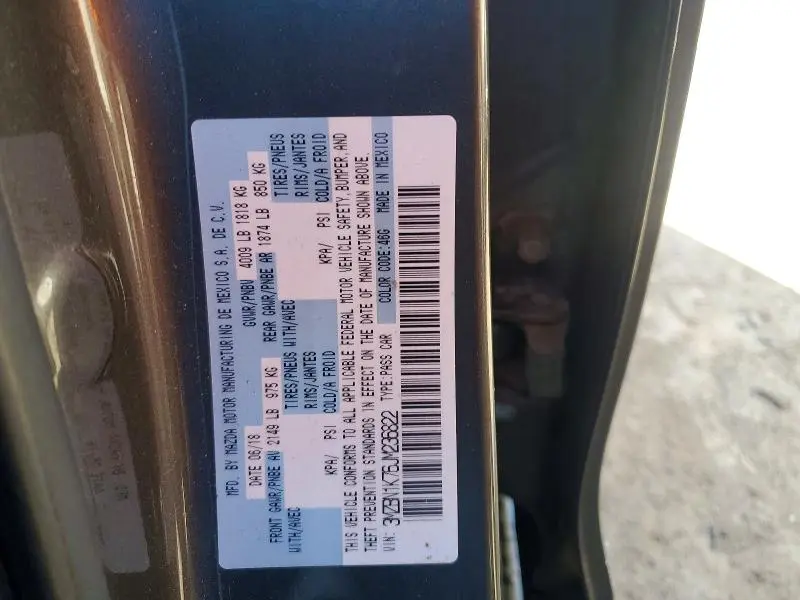 MFD. BY MAZDA MOTOR MANUFACTURING DE MEXICO S.A. DE C.V.
DATE 06/18 GVWR/PNBV 4009 LB 1818 KG
FRONT GAWR/PNBE AV 2149 LB 975 KG REAR GAWR/PNBE AR 1874 LB 850 KG
WITH/AVEC TIRES/PNEUS WITH/AVEC TIRES/PNEUS
RIMS/JANTES RIMS/JANTES
KPA/ PSI COLD/A FROID KPA/ PSI COLD/A FROID
THIS VEHICLE CONFORMS TO ALL APPLICABLE FEDERAL MOTOR VEHICLE SAFETY, BUMPER, AND
THEFT PREVENTION STANDARDS IN EFFECT ON THE DATE OF MANUFACTURE SHOWN ABOVE.
VIN: 3MZBN1K76JM236822 TYPE:PASS CAR COLOR CODE:46G MADE IN MEXICO